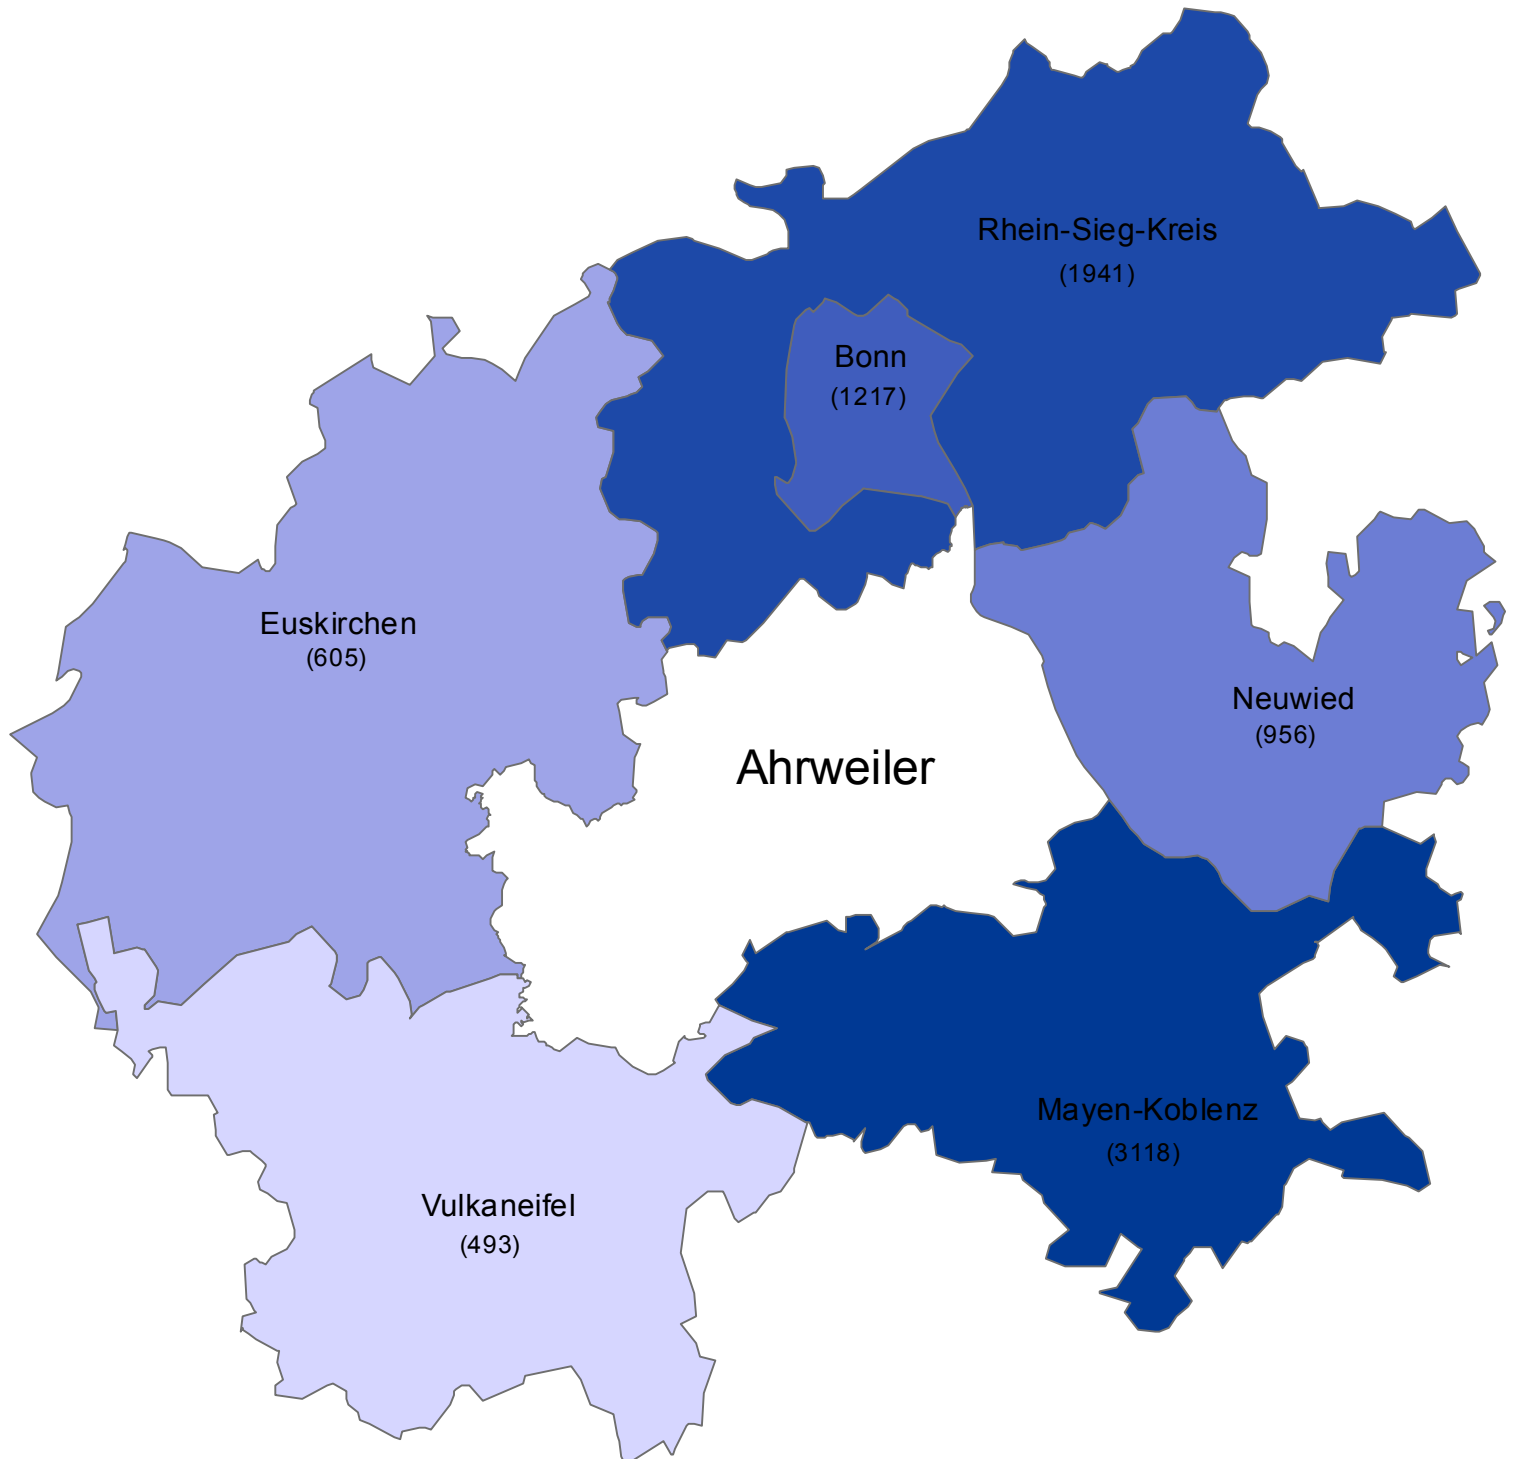 Rhein-Sieg-Kreis
(1941)
Bonn
(1217)
Euskirchen
(605)
Neuwied
(956)
Ahrweiler
Mayen-Koblenz
(3118)
Vulkaneifel
(493)